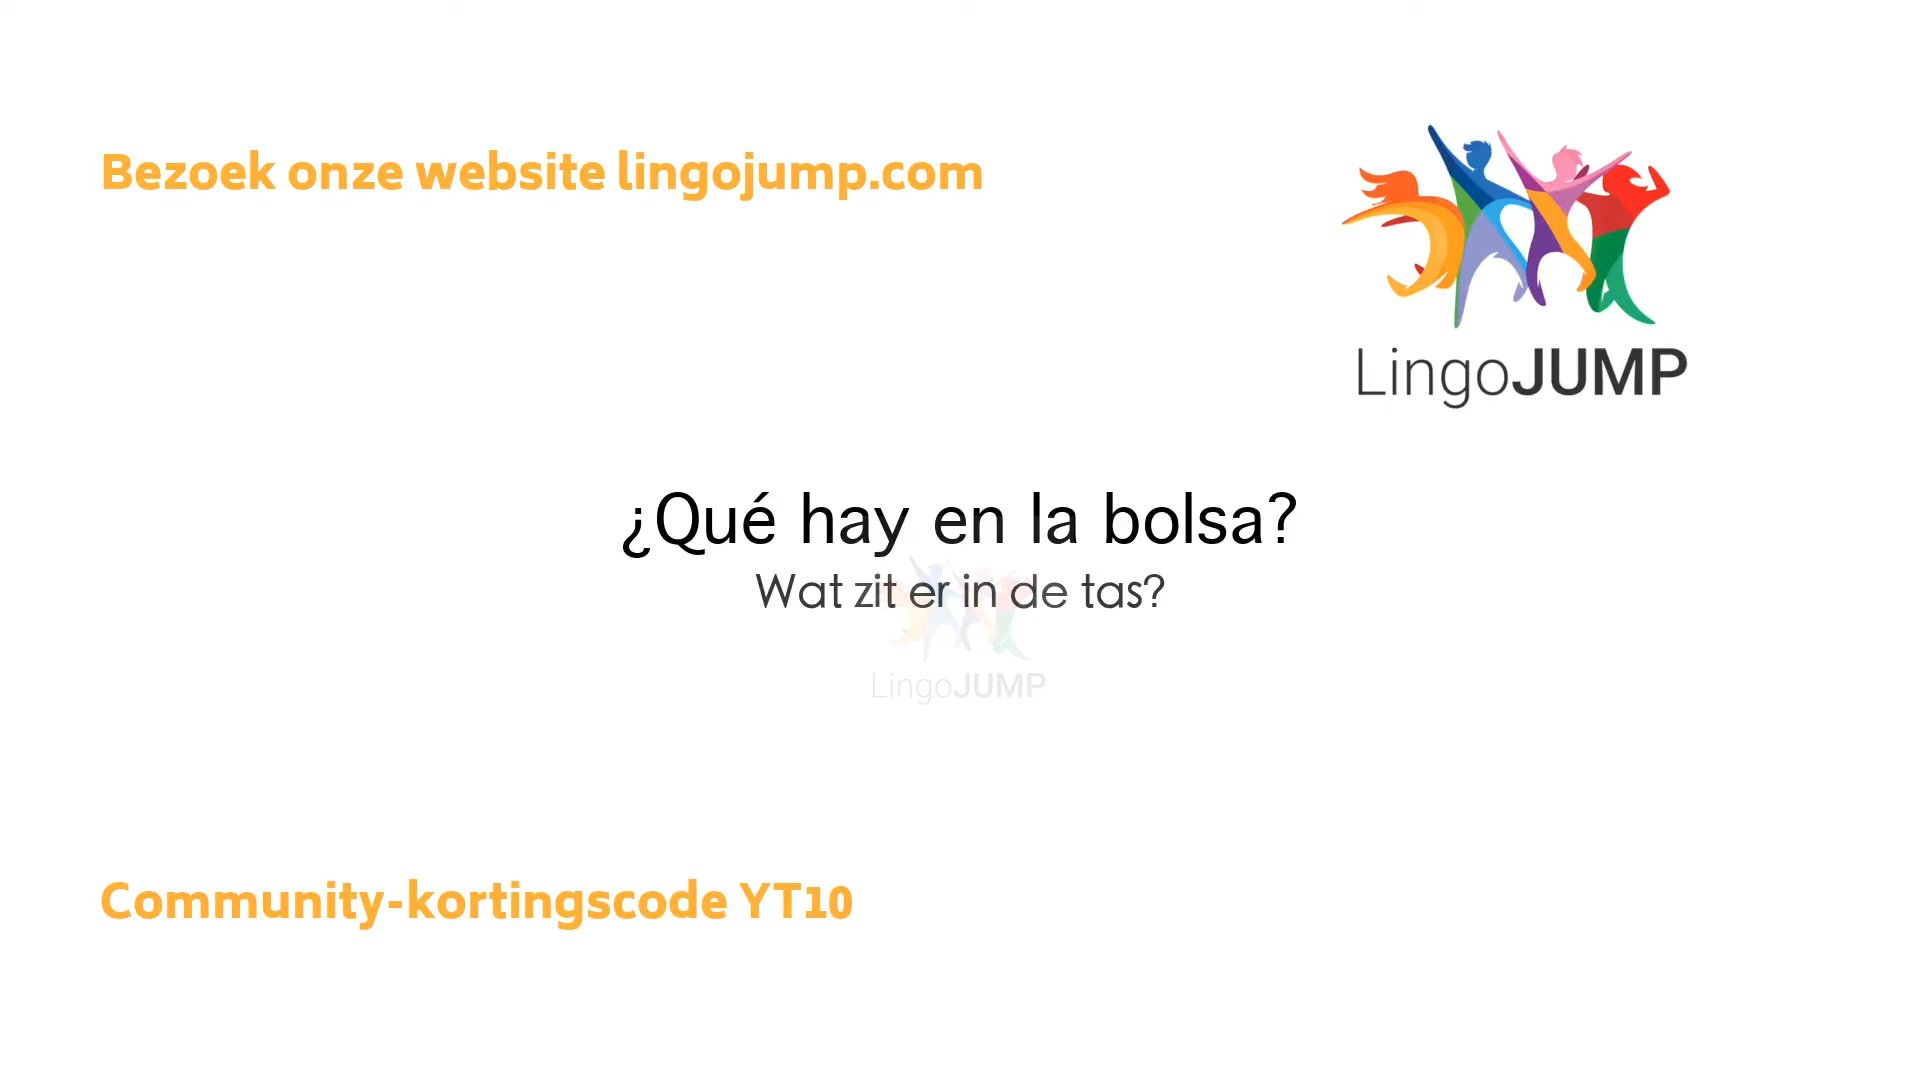 Bezoek onze website lingojump.com
LingoJUMP
¿Qué hay en la bolsa?
Wat zit er in de tas?
LingoJUMP
Community-kortingscode YT10